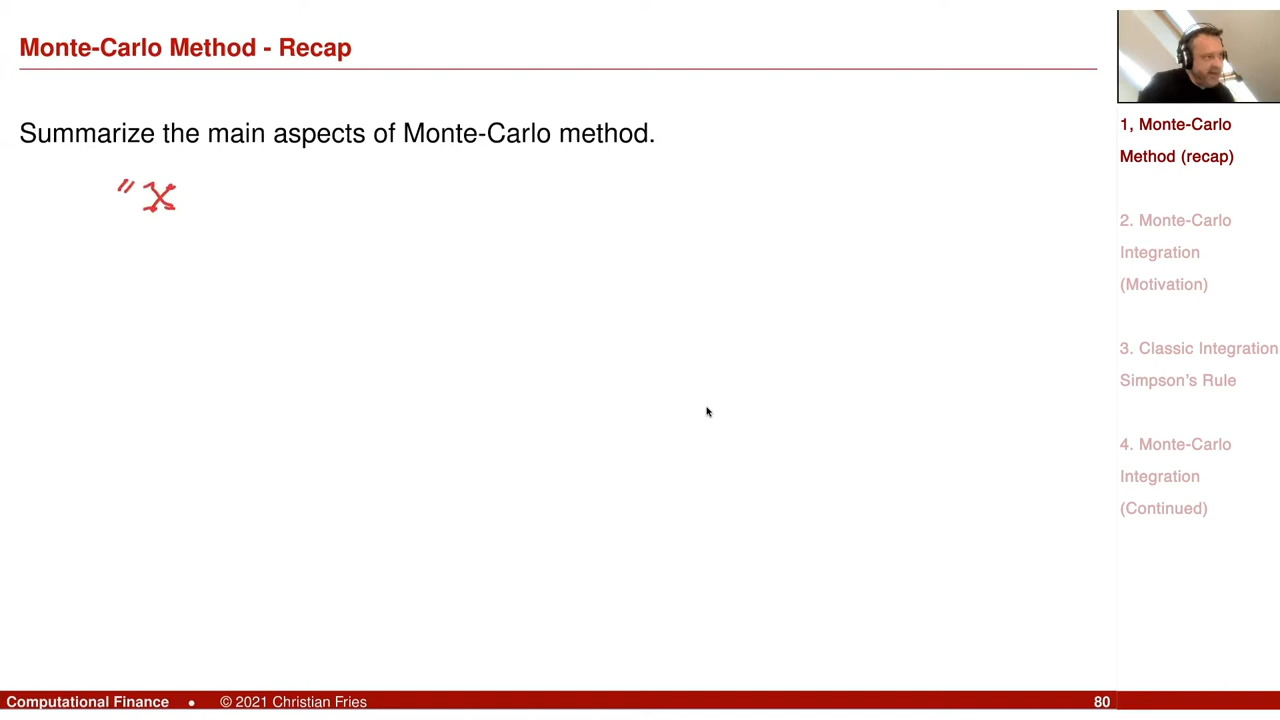 Monte-Carlo Method - Recap
Summarize the main aspects of Monte-Carlo method.
" X
1, Monte-Carlo
Method (recap)
2. Monte-Carlo
Integration
(Motivation)
3. Classic Integration
Simpson's Rule
4. Monte-Carlo
Integration
(Continued)
Computational Finance • © 2021 Christian Fries 80